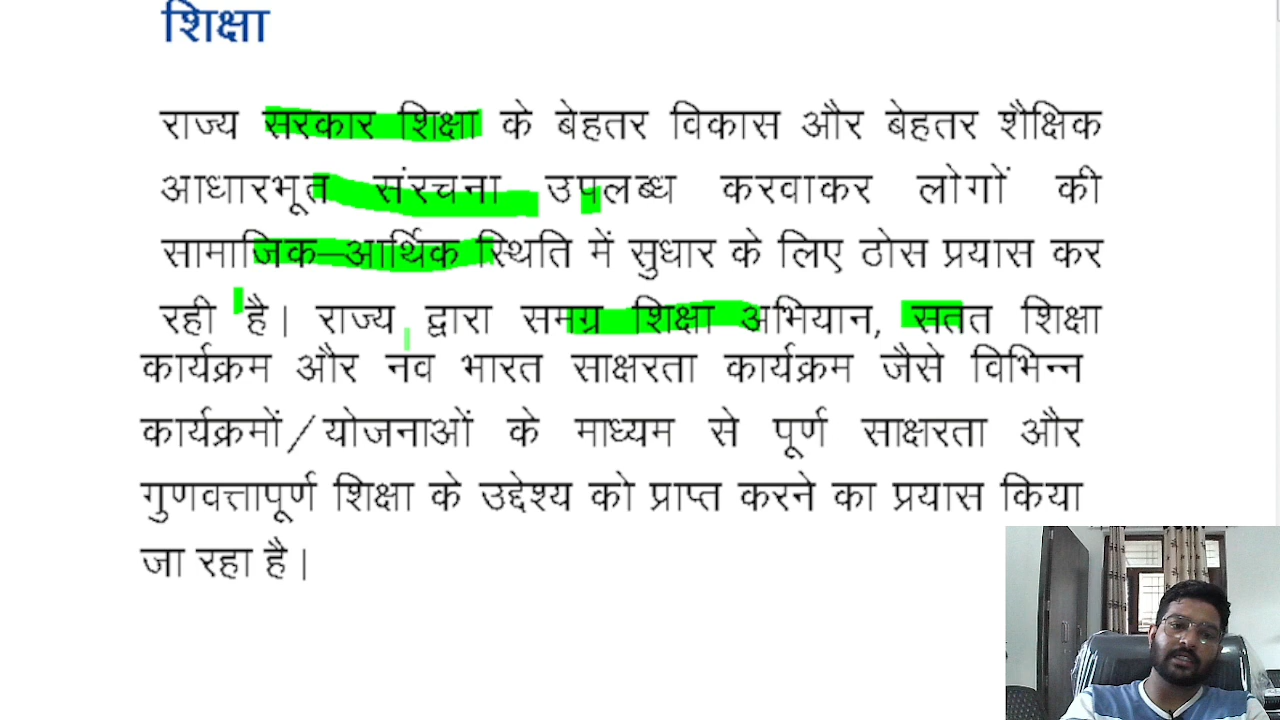 शिक्षा
राज्य सरकार शिक्षा के बेहतर विकास और बेहतर शैक्षिक
आधारभूत संरचना उपलब्ध करवाकर लोगों की
सामाजिक–आर्थिक स्थिति में सुधार के लिए ठोस प्रयास कर
रही है। राज्य द्वारा समग्र शिक्षा अभियान, सतत शिक्षा
कार्यक्रम और नव भारत साक्षरता कार्यक्रम जैसे विभिन्न
कार्यक्रमों/योजनाओं के माध्यम से पूर्ण साक्षरता और
गुणवत्तापूर्ण शिक्षा के उद्देश्य को प्राप्त करने का प्रयास किया
जा रहा है।